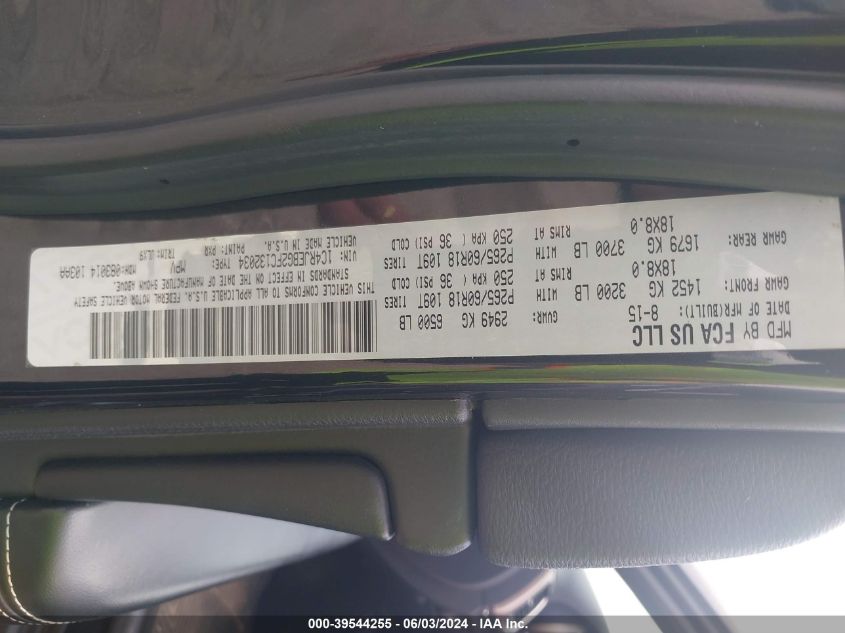 MFD BY FCA US LLC
DATE OF MFR(BUILT): 8-15
GVWR: 2949 KG 6500 LB
GAWR FRONT: 1452 KG 3200 LB WITH P265/60R18 109T TIRES
18X8.0 RIMS AT 250 KPA ( 36 PSI) COLD
GAWR REAR: 1679 KG 3700 LB WITH P265/60R18 109T TIRES
18X8.0 RIMS AT 250 KPA ( 36 PSI) COLD
THIS VEHICLE CONFORMS TO ALL APPLICABLE U.S.A. FEDERAL MOTOR VEHICLE SAFETY
STANDARDS IN EFFECT ON THE DATE OF MANUFACTURE SHOWN ABOVE.
VIN: 1C4RJEBG2FC132034 TYPE: MPV MDH:083014 103AA
VEHICLE MADE IN U.S.A. PAINT: PXR TRIM: ULX9
000-39544255 - 06/03/2024 - IAA Inc.